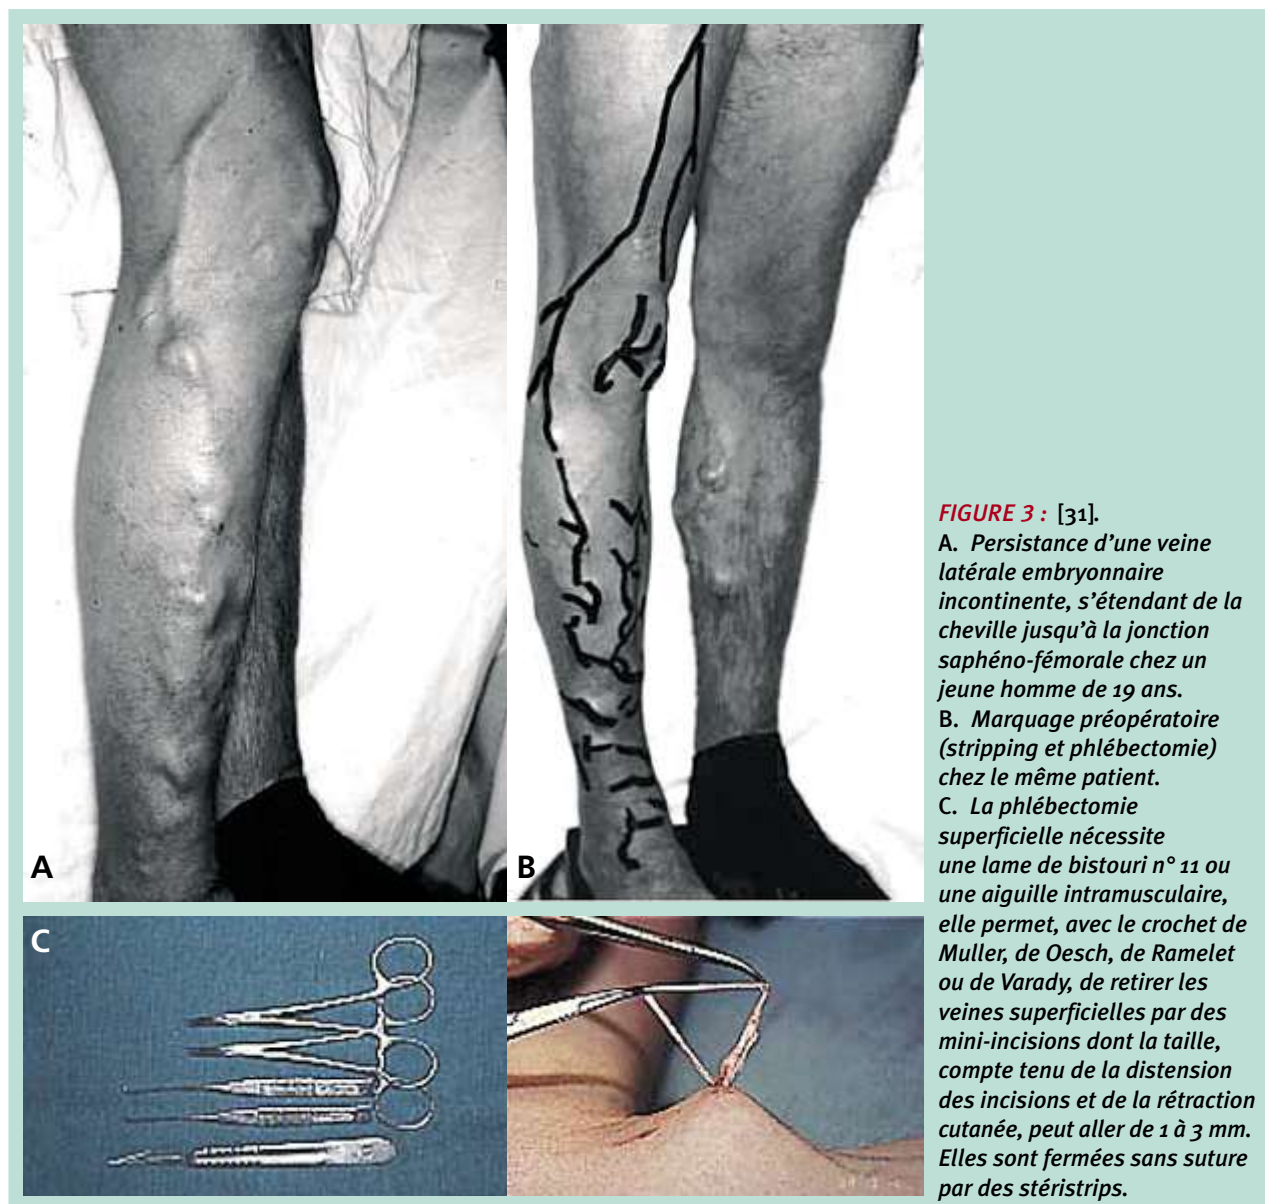 A
B
C
FIGURE 3 : [31].
A. Persistance d’une veine
latérale embryonnaire
incontinente, s’étendant de la
cheville jusqu’à la jonction
saphéno-fémorale chez un
jeune homme de 19 ans.
B. Marquage préopératoire
(stripping et phlébectomie)
chez le même patient.
C. La phlébectomie
superficielle nécessite
une lame de bistouri n° 11 ou
une aiguille intramusculaire,
elle permet, avec le crochet de
Muller, de Oesch, de Ramelet
ou de Varady, de retirer les
veines superficielles par des
mini-incisions dont la taille,
compte tenu de la distension
des incisions et de la rétraction
cutanée, peut aller de 1 à 3 mm.
Elles sont fermées sans suture
par des stéristrips.